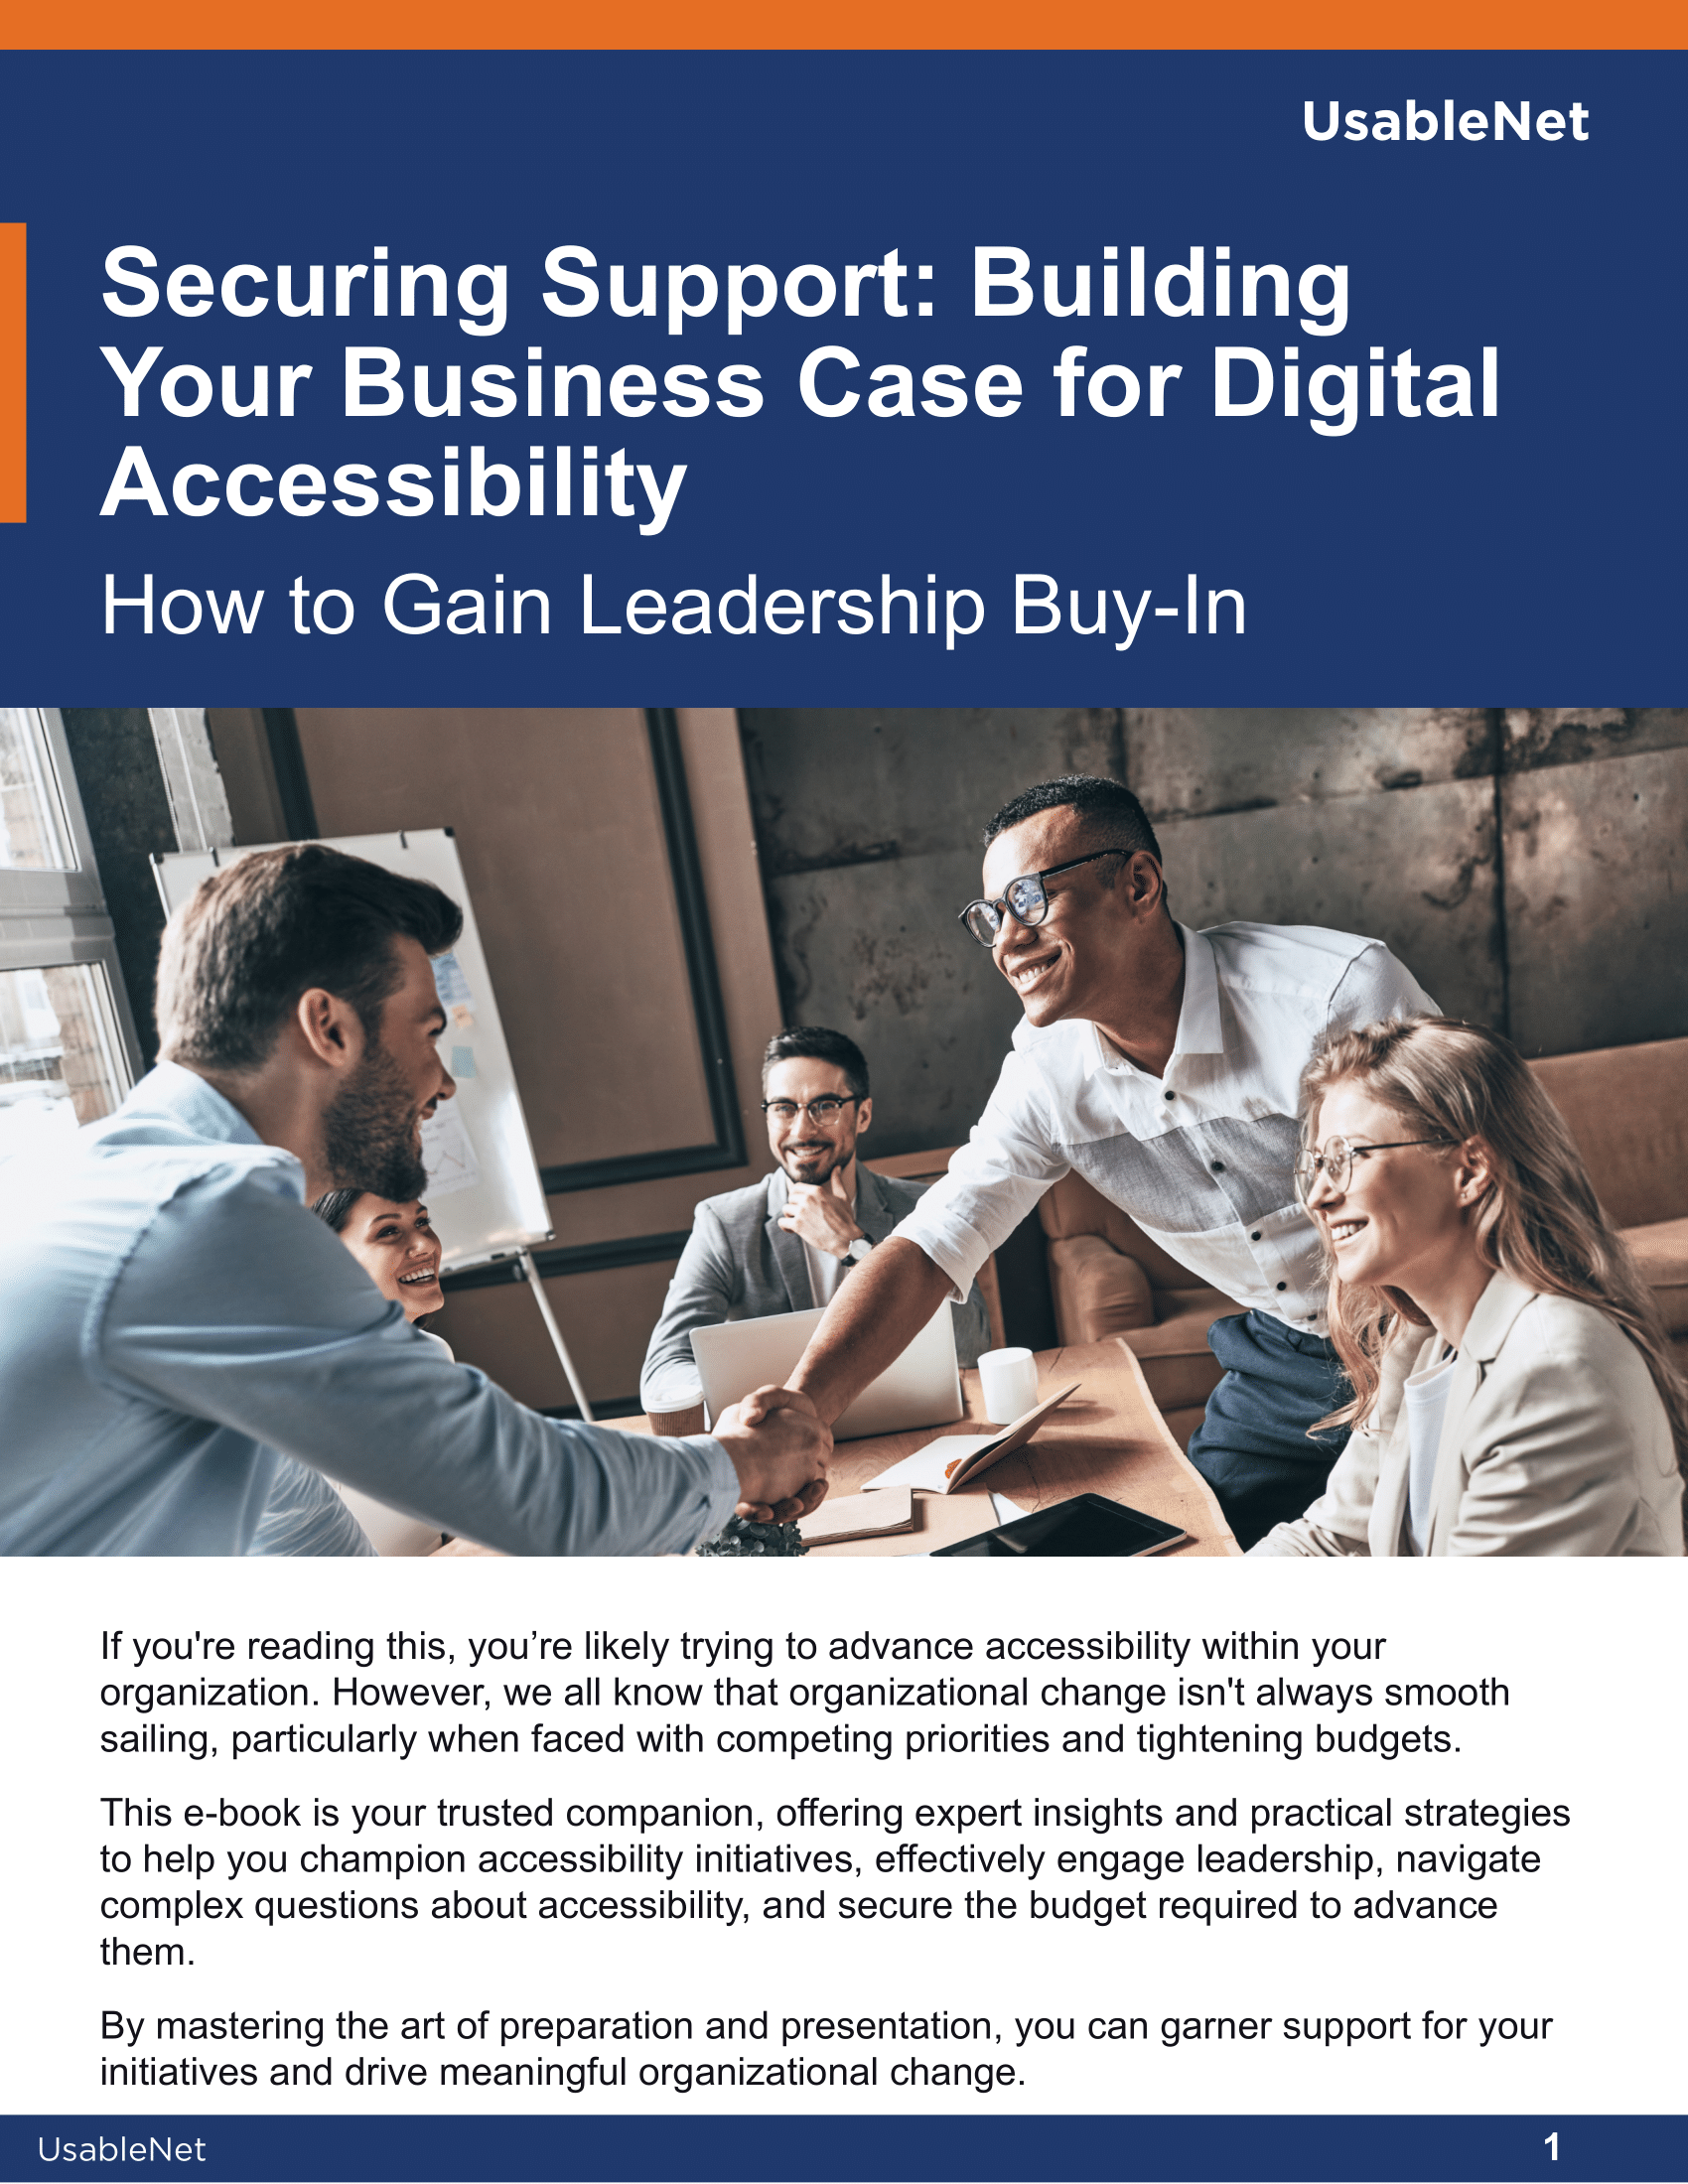 UsableNet
Securing Support: Building
Your Business Case for Digital
Accessibility
How to Gain Leadership Buy-In
If you're reading this, you’re likely trying to advance accessibility within your
organization. However, we all know that organizational change isn't always smooth
sailing, particularly when faced with competing priorities and tightening budgets.
This e-book is your trusted companion, offering expert insights and practical strategies
to help you champion accessibility initiatives, effectively engage leadership, navigate
complex questions about accessibility, and secure the budget required to advance
them.
By mastering the art of preparation and presentation, you can garner support for your
initiatives and drive meaningful organizational change.
UsableNet
1